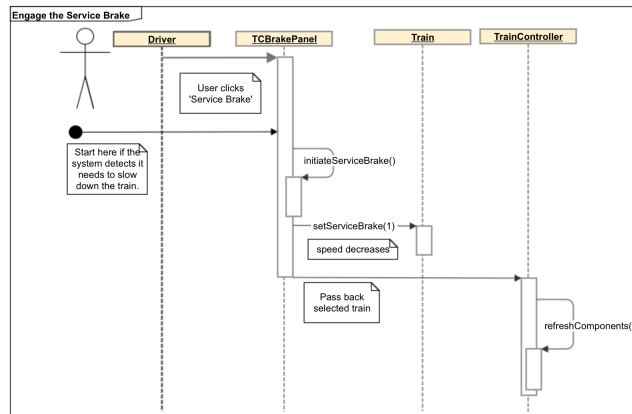 Engage the Service Brake
Driver
TCBrakePanel
Train
TrainController
User clicks
'Service Brake'
Start here if the
system detects it
needs to slow
down the train.
initiateServiceBrake()
setServiceBrake(1)
speed decreases
Pass back
selected train
refreshComponents(